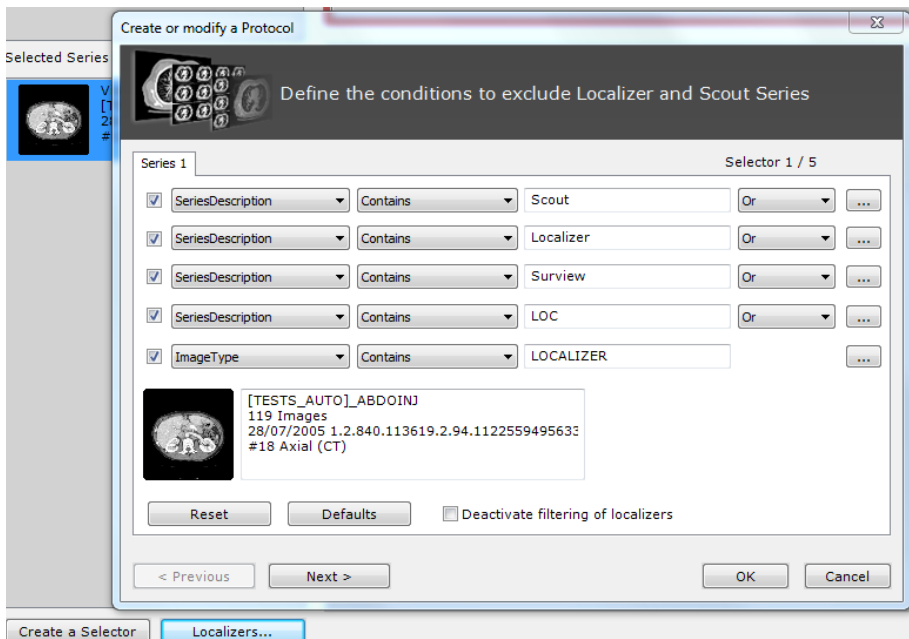 Create or modify a Protocol
Selected Series
Define the conditions to exclude Localizer and Scout Series
Series 1
Selector 1 / 5
SeriesDescription Contains Scout Or ...
SeriesDescription Contains Localizer Or ...
SeriesDescription Contains Surview Or ...
SeriesDescription Contains LOC Or ...
ImageType Contains LOCALIZER ...
[TESTS_AUTO]_ABDOINJ
119 Images
28/07/2005 1.2.840.113619.2.94.1122559495633
#18 Axial (CT)
Reset Defaults Deactivate filtering of localizers
< Previous Next > OK Cancel
Create a Selector Localizers...